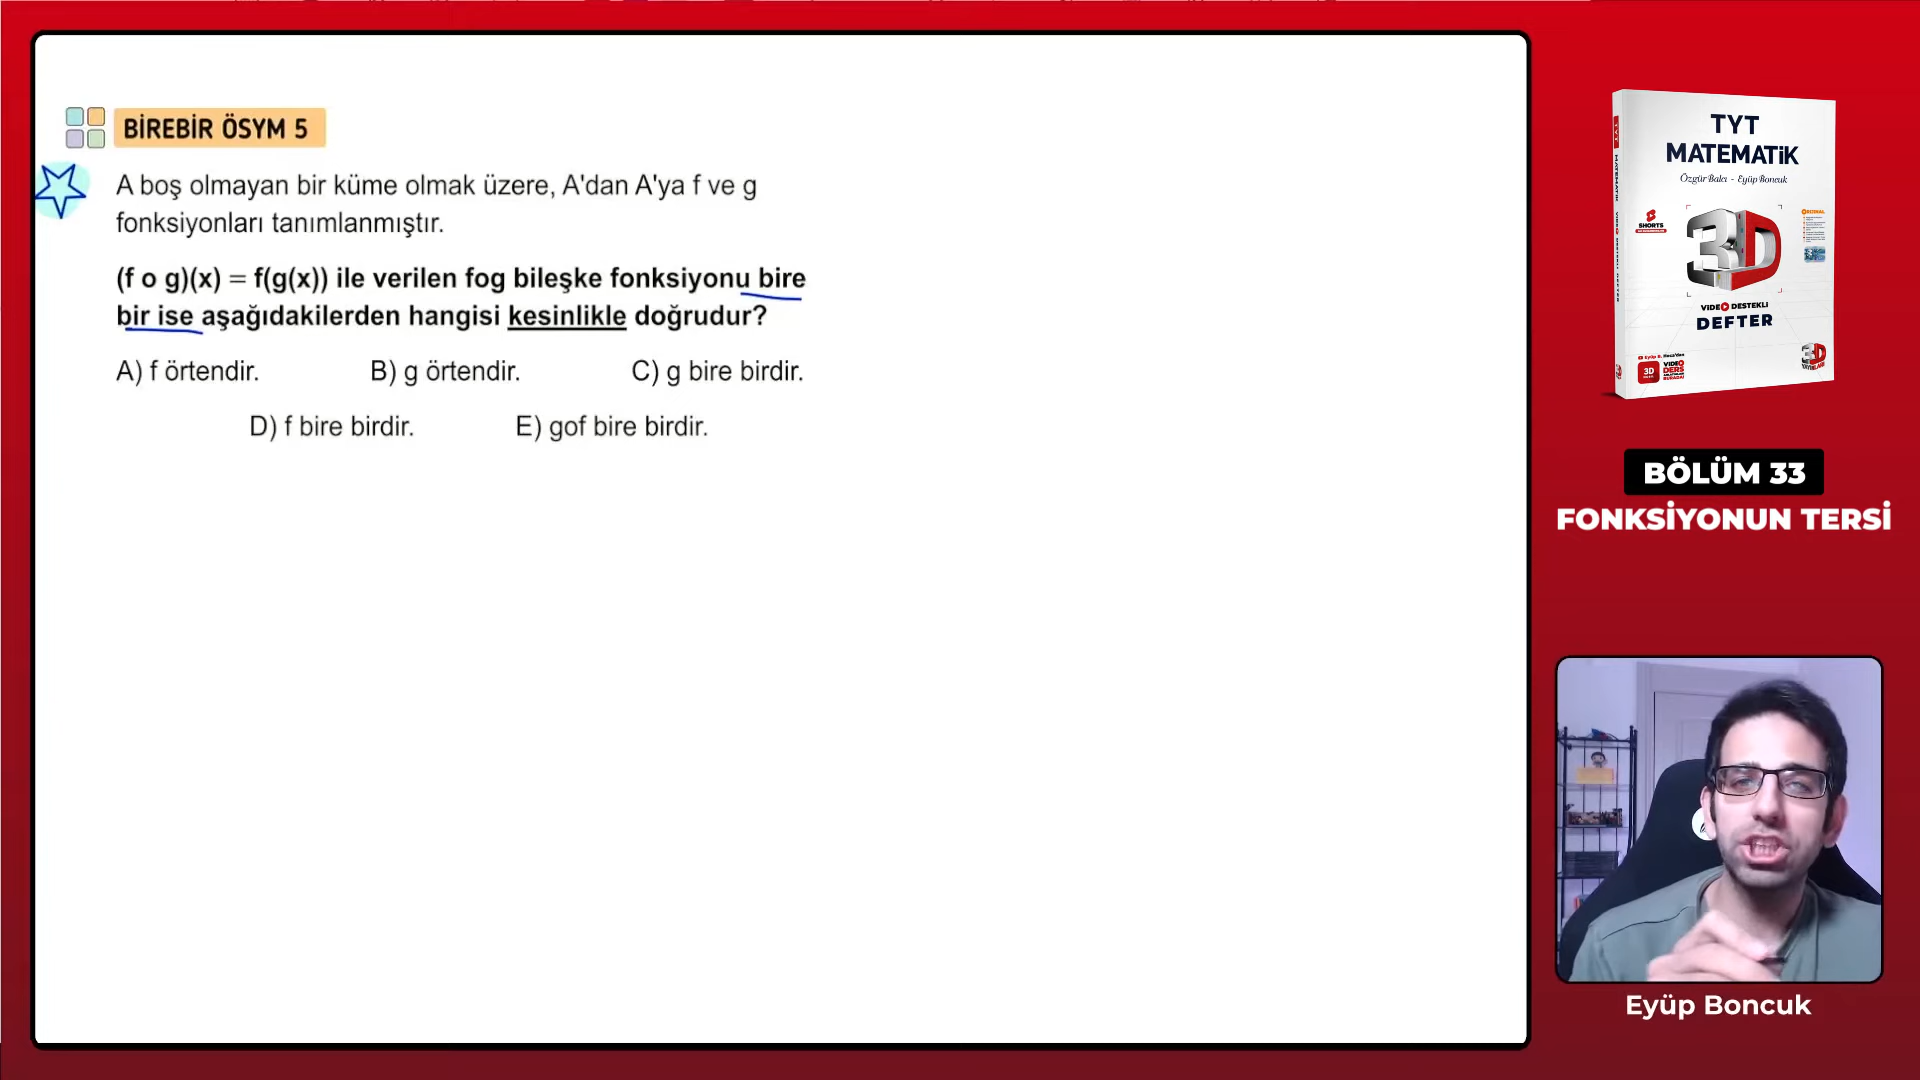 BİREBİR ÖSYM 5
A boş olmayan bir küme olmak üzere, A'dan A'ya f ve g
fonksiyonları tanımlanmıştır.
(f o g)(x) = f(g(x)) ile verilen fog bileşke fonksiyonu bire
bir ise aşağıdakilerden hangisi kesinlikle doğrudur?
A) f örtendir. B) g örtendir. C) g bire birdir.
D) f bire birdir. E) gof bire birdir.
TYT
MATEMATİK
Özgür Balcı - Eyüp Boncuk
SHORTS
3D
VIDEO DESTEKLİ
DEFTER
BÖLÜM 33
FONKSİYONUN TERSİ
Eyüp Boncuk